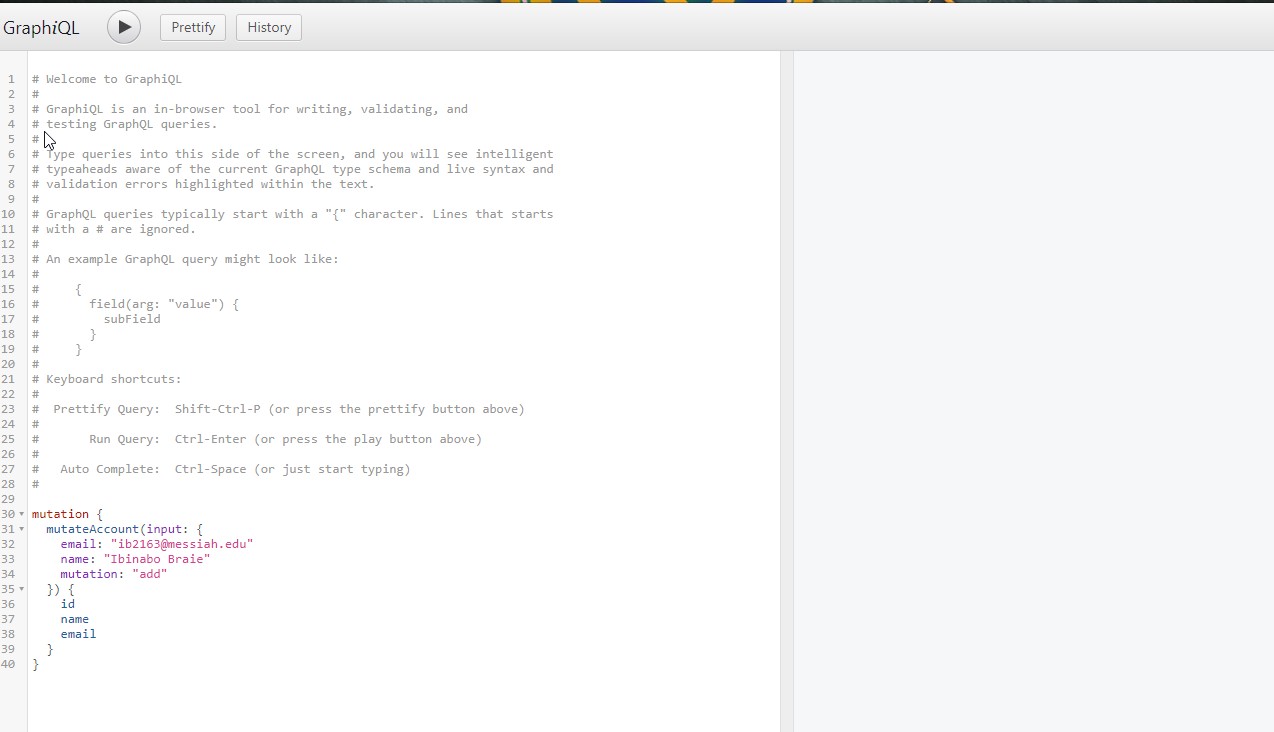 GraphiQL Prettify History
1 # Welcome to GraphiQL
2 #
3 # GraphiQL is an in-browser tool for writing, validating, and
4 # testing GraphQL queries.
5 #
6 # Type queries into this side of the screen, and you will see intelligent
7 # typeaheads aware of the current GraphQL type schema and live syntax and
8 # validation errors highlighted within the text.
9 #
10 # GraphQL queries typically start with a "{" character. Lines that starts
11 # with a # are ignored.
12 #
13 # An example GraphQL query might look like:
14 #
15 #     {
16 #       field(arg: "value") {
17 #         subField
18 #       }
19 #     }
20 #
21 # Keyboard shortcuts:
22 #
23 #  Prettify Query:  Shift-Ctrl-P (or press the prettify button above)
24 #
25 #       Run Query:  Ctrl-Enter (or press the play button above)
26 #
27 #   Auto Complete:  Ctrl-Space (or just start typing)
28 #
29
30 mutation {
31   mutateAccount(input: {
32     email: "ib2163@messiah.edu"
33     name: "Ibinabo Braie"
34     mutation: "add"
35   }) {
36     id
37     name
38     email
39   }
40 }